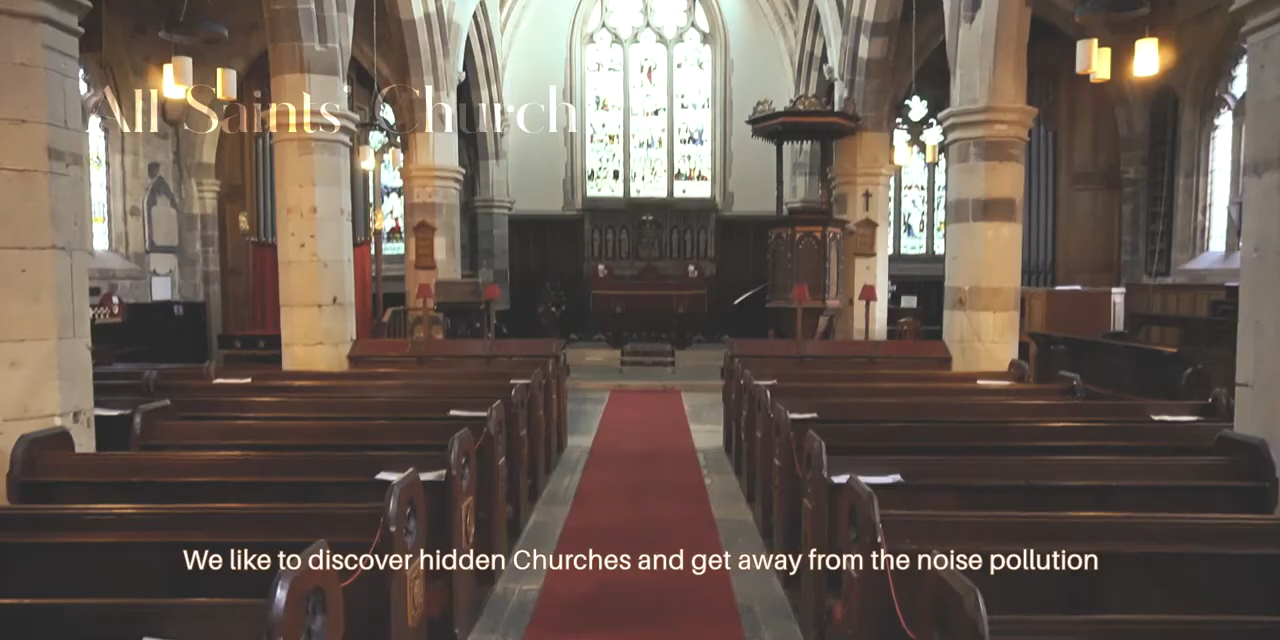 All Saints Church
We like to discover hidden Churches and get away from the noise pollution